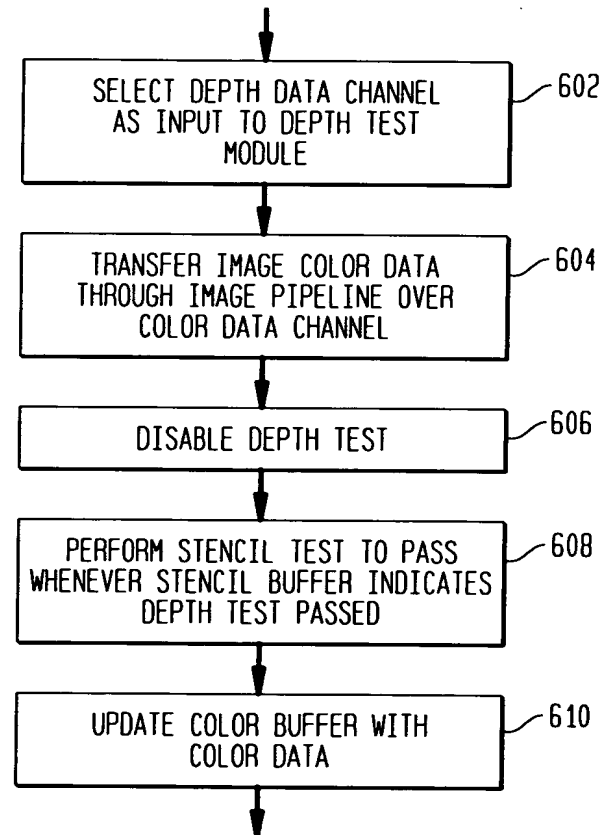 SELECT DEPTH DATA CHANNEL
AS INPUT TO DEPTH TEST
MODULE
602
TRANSFER IMAGE COLOR DATA
THROUGH IMAGE PIPELINE OVER
COLOR DATA CHANNEL
604
DISABLE DEPTH TEST
606
PERFORM STENCIL TEST TO PASS
WHENEVER STENCIL BUFFER INDICATES
DEPTH TEST PASSED
608
UPDATE COLOR BUFFER WITH
COLOR DATA
610